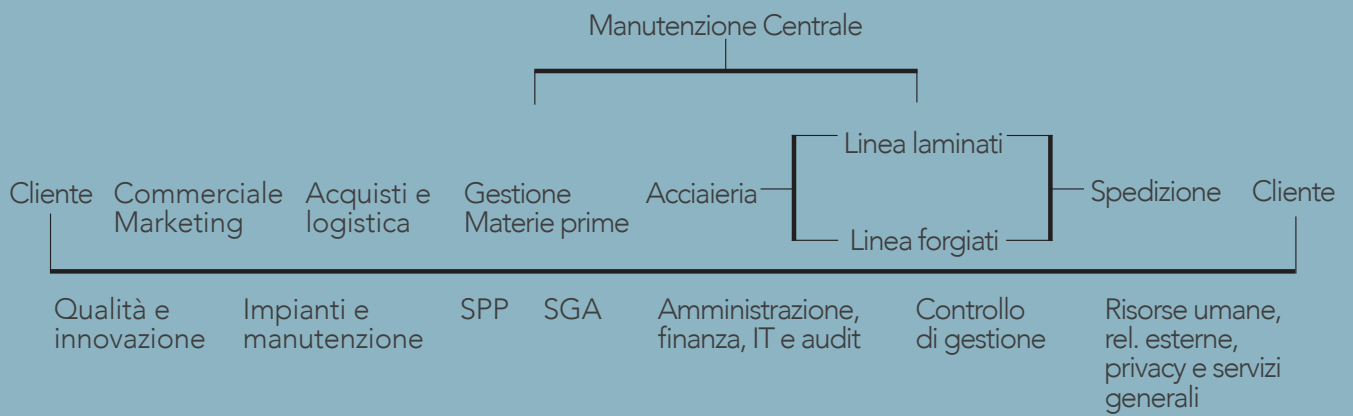 Manutenzione Centrale
Linea laminati
Cliente
Commerciale
Marketing
Acquisti e
logistica
Gestione
Materie prime
Acciaieria
Spedizione
Cliente
Linea forgiati
Qualità e
innovazione
Impianti e
manutenzione
SPP
SGA
Amministrazione,
finanza, IT e audit
Controllo
di gestione
Risorse umane,
rel. esterne,
privacy e servizi
generali